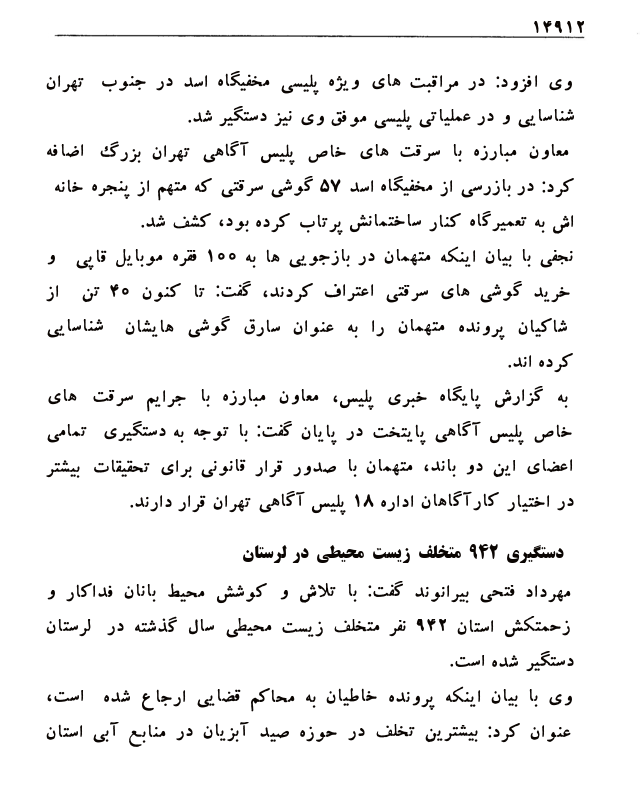 ۱۴۹۱۲
وی افزود: در مراقبت های ویژه پلیسی مخفیگاه اسد در جنوب تهران
شناسایی و در عملیاتی پلیسی موفق وی نیز دستگیر شد.
معاون مبارزه با سرقت های خاص پلیس آگاهی تهران بزرگ اضافه
کرد: در بازرسی از مخفیگاه اسد ۵۷ گوشی سرقتی که متهم از پنجره خانه
اش به تعمیرگاه کنار ساختمانش پرتاب کرده بود، کشف شد.
نجفی با بیان اینکه متهمان در بازجویی ها به ۱۰۰ فقره موبایل قاپی و
خرید گوشی های سرقتی اعتراف کردند، گفت: تا کنون ۴۰ تن از
شاکیان پرونده متهمان را به عنوان سارق گوشی هایشان شناسایی
کرده اند.
به گزارش پایگاه خبری پلیس، معاون مبارزه با جرایم سرقت های
خاص پلیس آگاهی پایتخت در پایان گفت: با توجه به دستگیری تمامی
اعضای این دو باند، متهمان با صدور قرار قانونی برای تحقیقات بیشتر
در اختیار کارآگاهان اداره ۱۸ پلیس آگاهی تهران قرار دارند.
دستگیری ۹۴۲ متخلف زیست محیطی در لرستان
مهرداد فتحی بیرانوند گفت: با تلاش و کوشش محیط بانان فداکار و
زحمتکش استان ۹۴۲ نفر متخلف زیست محیطی سال گذشته در لرستان
دستگیر شده است.
وی با بیان اینکه پرونده خاطیان به محاکم قضایی ارجاع شده است،
عنوان کرد: بیشترین تخلف در حوزه صید آبزیان در منابع آبی استان